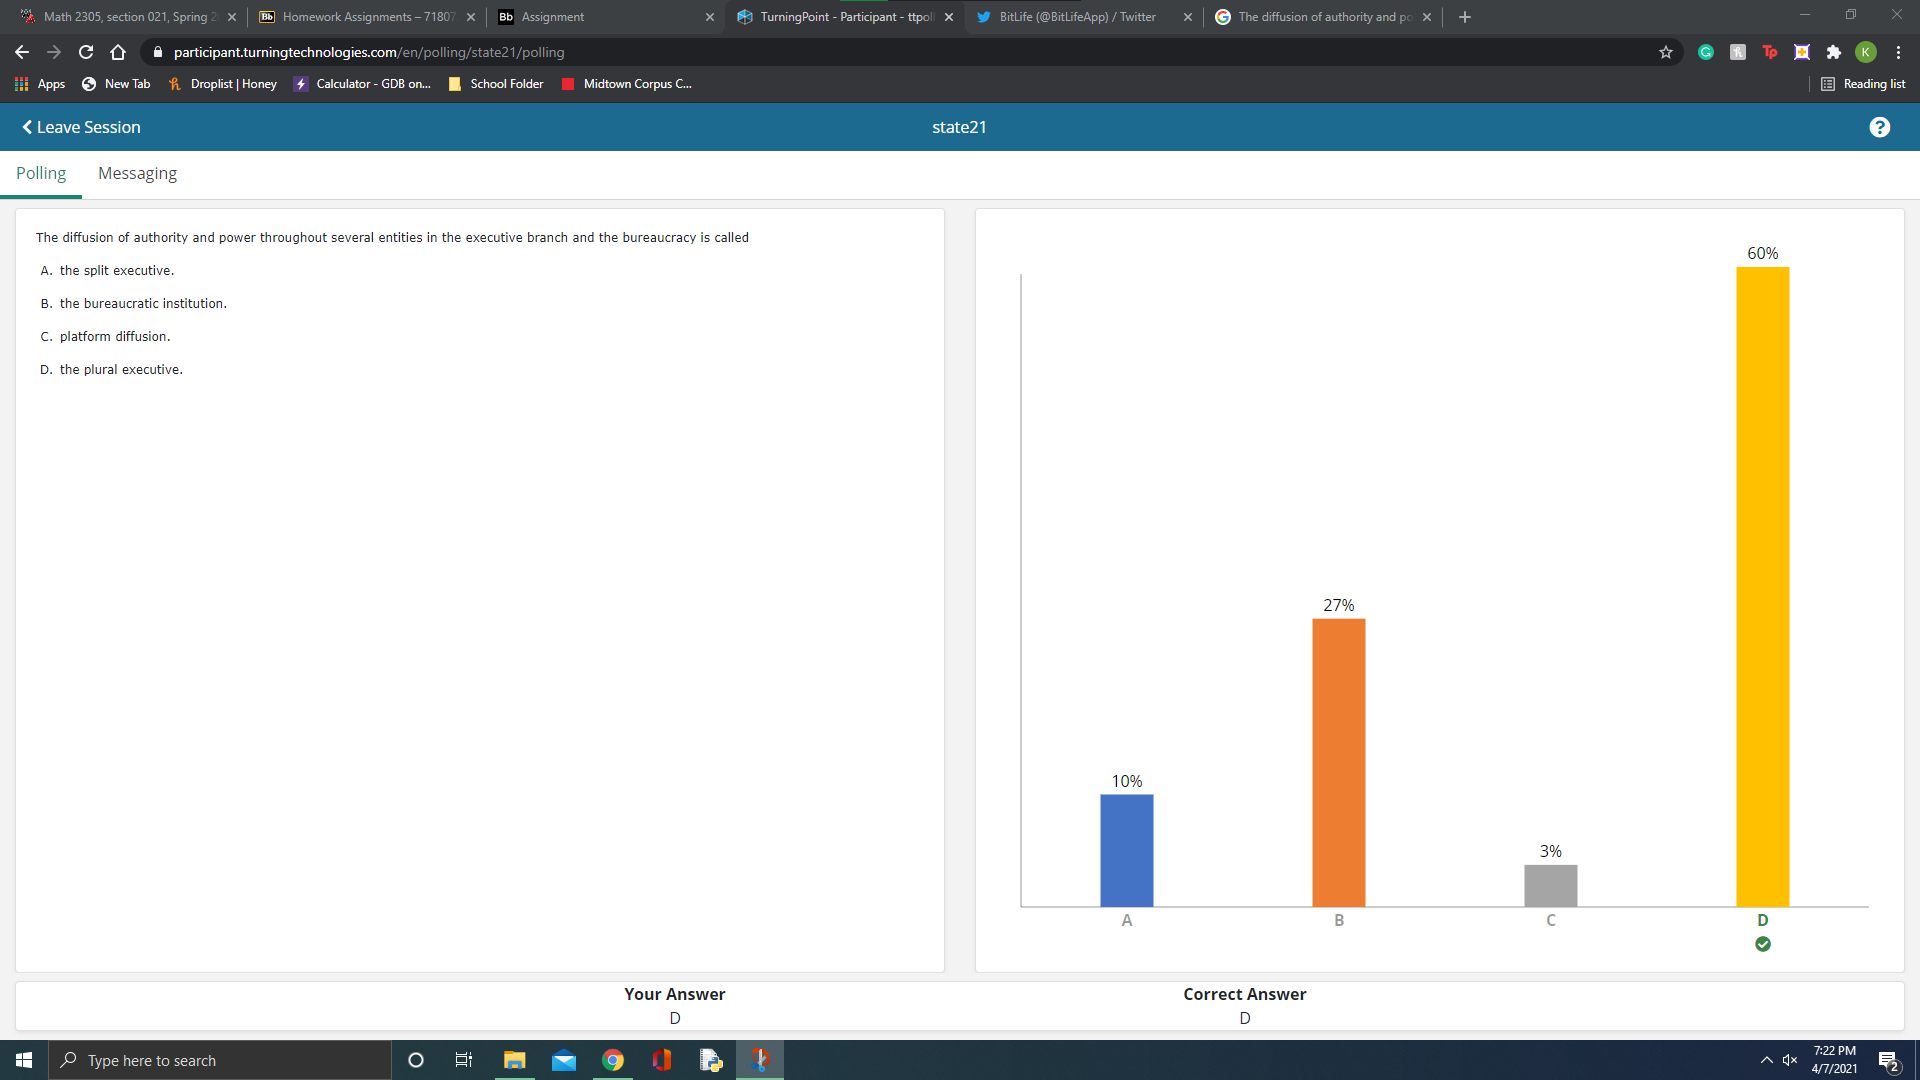 Math 2305, section 021, Spring 2
Homework Assignments – 71807
Assignment
TurningPoint - Participant - ttpoll
BitLife (@BitLifeApp) / Twitter
The diffusion of authority and po
participant.turningtechnologies.com/en/polling/state21/polling
Apps
New Tab
Droplist | Honey
Calculator - GDB on...
School Folder
Midtown Corpus C...
Reading list
Leave Session
state21
Polling
Messaging
The diffusion of authority and power throughout several entities in the executive branch and the bureaucracy is called
A. the split executive.
B. the bureaucratic institution.
C. platform diffusion.
D. the plural executive.
60%
27%
10%
3%
A
B
C
D
Your Answer
D
Correct Answer
D
Type here to search
7:22 PM
4/7/2021
2